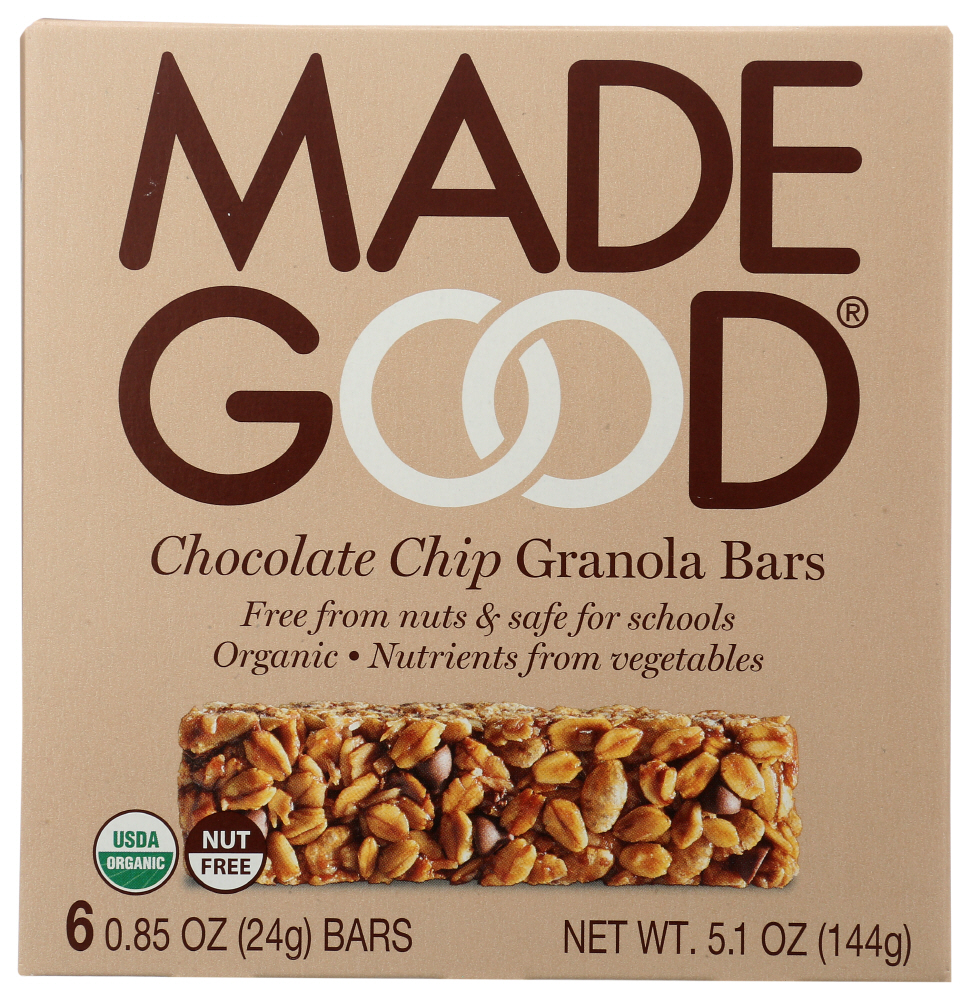 MADE
GOOD®
Chocolate Chip Granola Bars
Free from nuts & safe for schools
Organic • Nutrients from vegetables
USDA
ORGANIC
NUT
FREE
6 0.85 OZ (24g) BARS
NET WT. 5.1 OZ (144g)